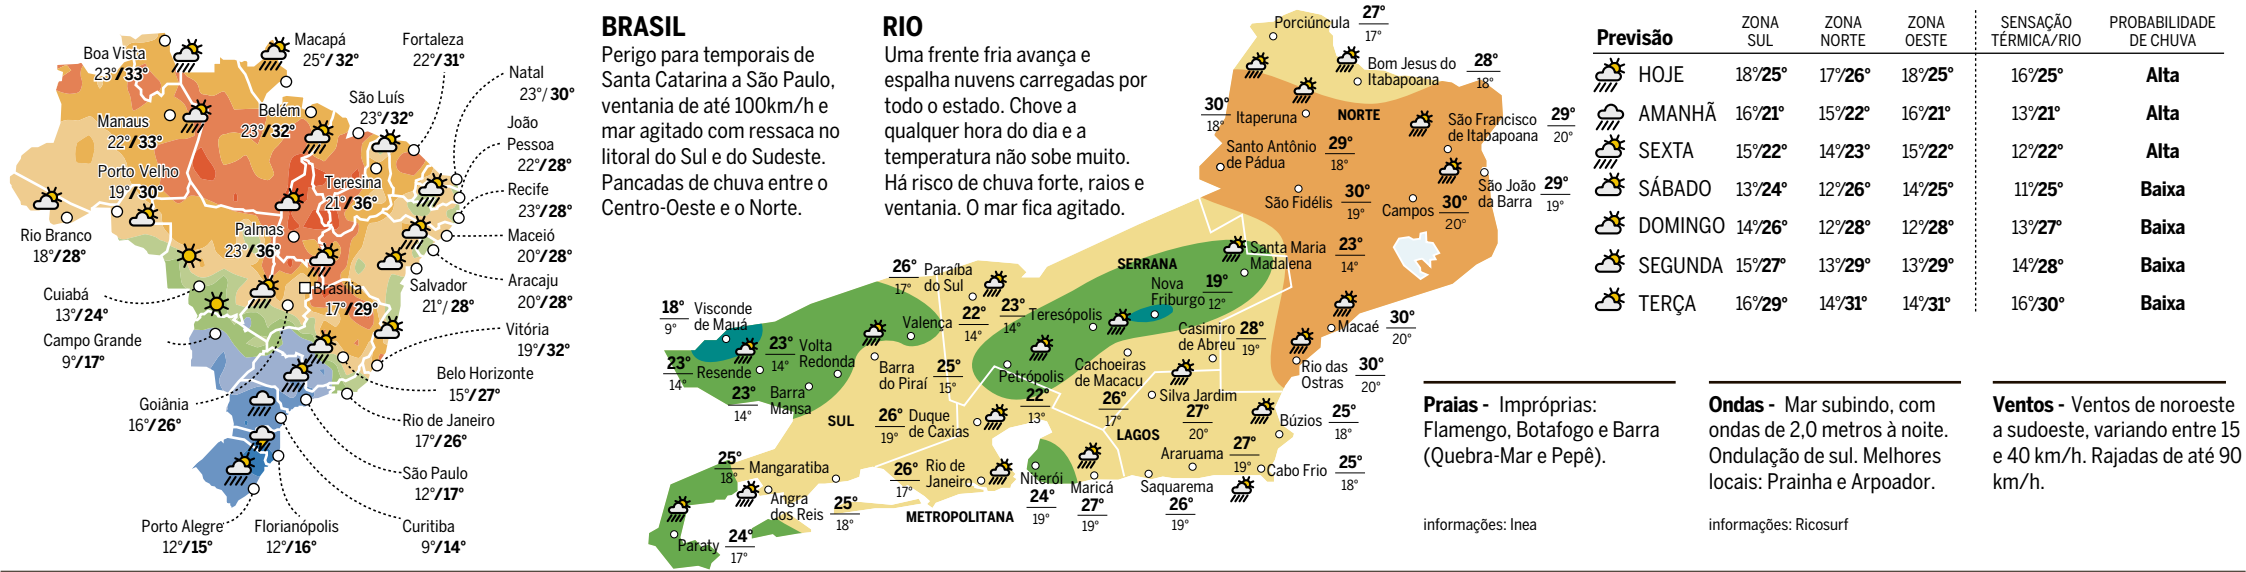 Boa Vista
23°/33°
Macapá
25°/32°
Fortaleza
22°/31°
Natal
23°/30°
João
Pessoa
22°/28°
Recife
23°/28°
Maceió
20°/28°
Aracaju
20°/28°
Vitória
19°/32°
Belo Horizonte
15°/27°
Rio de Janeiro
17°/26°
São Paulo
12°/17°
Curitiba
9°/14°
Florianópolis
12°/16°
Porto Alegre
12°/15°
Goiânia
16°/26°
Campo Grande
9°/17°
Cuiabá
13°/24°
Rio Branco
18°/28°
Porto Velho
19°/30°
Manaus
22°/33°
Belém
23°/32°
São Luís
23°/32°
Teresina
21°/36°
Palmas
23°/36°
Brasília
17°/29°
Salvador
21°/28°
BRASIL
Perigo para temporais de
Santa Catarina a São Paulo,
ventania de até 100km/h e
mar agitado com ressaca no
litoral do Sul e do Sudeste.
Pancadas de chuva entre o
Centro-Oeste e o Norte.
RIO
Uma frente fria avança e
espalha nuvens carregadas por
todo o estado. Chove a
qualquer hora do dia e a
temperatura não sobe muito.
Há risco de chuva forte, raios e
ventania. O mar fica agitado.
Porciúncula
27°
17°
Bom Jesus do
Itabapoana
28°
18°
30°
18°
Itaperuna
NORTE
São Francisco
de Itabapoana
29°
20°
Santo Antônio
de Pádua
29°
18°
São Fidélis
30°
19°
Campos
30°
20°
São João
da Barra
29°
19°
SERRANA
Santa Maria
Madalena
23°
14°
Nova
Friburgo
19°
12°
26°
17°
Paraíba
do Sul
18°
9°
Visconde
de Mauá
Valença
22°
14°
23°
14°
Teresópolis
Casimiro
de Abreu
28°
19°
Macaé
30°
20°
23°
14°
Volta
Redonda
23°
14°
Resende
23°
14°
Barra
Mansa
Barra
do Piraí
25°
15°
Petrópolis
22°
13°
Cachoeiras
de Macacu
26°
17°
Rio das
Ostras
30°
20°
Silva Jardim
27°
20°
SUL
26°
19°
Duque
de Caxias
LAGOS
Búzios
25°
18°
Araruama
27°
19°
Cabo Frio
25°
18°
25°
18°
Mangaratiba
26°
17°
Rio de
Janeiro
Niterói
24°
19°
Maricá
27°
19°
Saquarema
26°
19°
Angra
dos Reis
25°
18°
METROPOLITANA
Paraty
24°
17°
Previsão
ZONA
SUL
ZONA
NORTE
ZONA
OESTE
SENSAÇÃO
TÉRMICA/RIO
PROBABILIDADE
DE CHUVA
HOJE 18°/25° 17°/26° 18°/25° 16°/25° Alta
AMANHÃ 16°/21° 15°/22° 16°/21° 13°/21° Alta
SEXTA 15°/22° 14°/23° 15°/22° 12°/22° Alta
SÁBADO 13°/24° 12°/26° 14°/25° 11°/25° Baixa
DOMINGO 14°/26° 12°/28° 12°/28° 13°/27° Baixa
SEGUNDA 15°/27° 13°/29° 13°/29° 14°/28° Baixa
TERÇA 16°/29° 14°/31° 14°/31° 16°/30° Baixa
Praias - Impróprias:
Flamengo, Botafogo e Barra
(Quebra-Mar e Pepê).
informações: Inea
Ondas - Mar subindo, com
ondas de 2,0 metros à noite.
Ondulação de sul. Melhores
locais: Prainha e Arpoador.
informações: Ricosurf
Ventos - Ventos de noroeste
a sudoeste, variando entre 15
e 40 km/h. Rajadas de até 90
km/h.